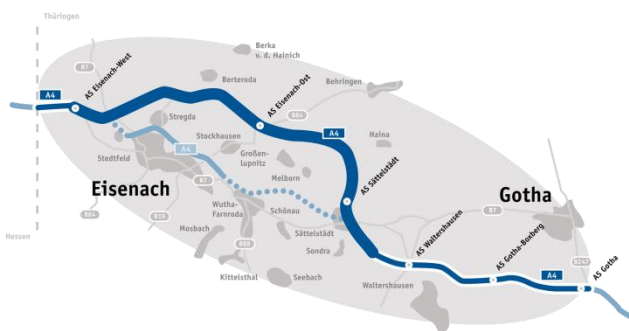 Thüringen
Berka
v. d. Hainich
AS Eisenach-West
B7
Berteroda
AS Eisenach-Ost
Behringen
A4
Stregda
B84
Stockhausen
A4
Haina
Stedtfeld
A4
Großen-
lupnitz
Melborn
AS Sättelstädt
Eisenach
B7
Gotha
Wutha-
Farnroda
Schönau
B7
B84
B19
Mosbach
Sättelstädt
AS Waltershausen
AS Gotha-Boxberg
Hessen
B88
Sondra
B247
AS Gotha
Kittelsthal
Seebach
Waltershausen
A4